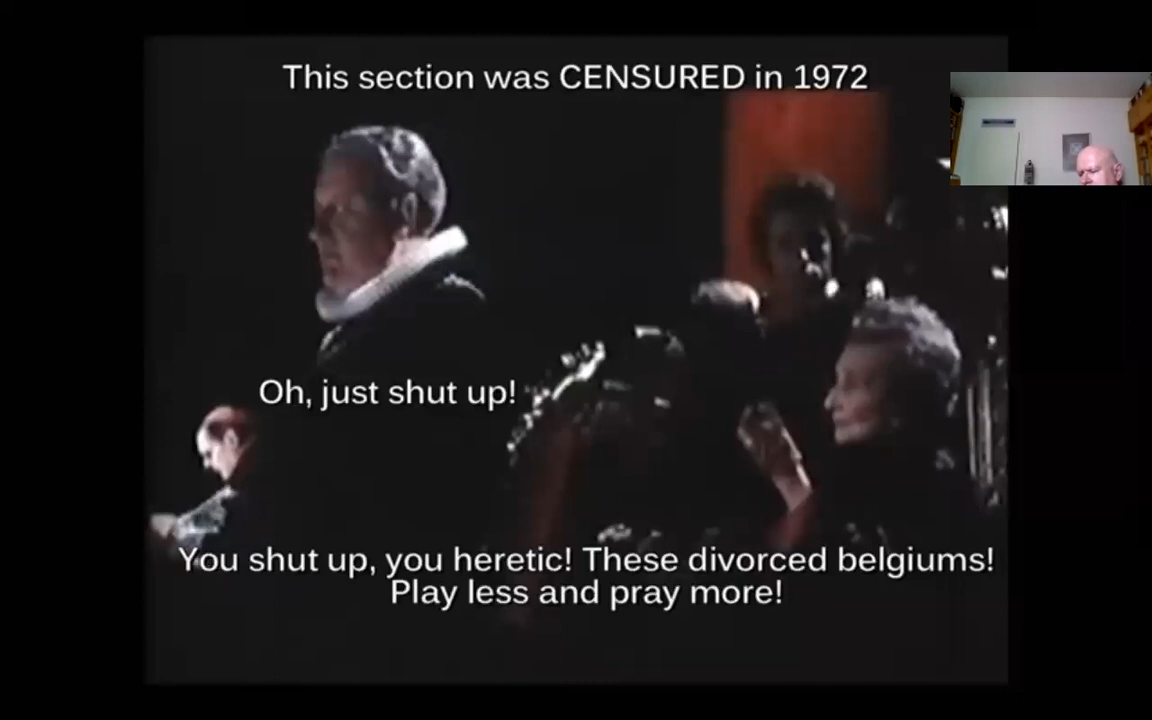 This section was CENSURED in 1972
Oh, just shut up!
You shut up, you heretic! These divorced belgiums!
Play less and pray more!